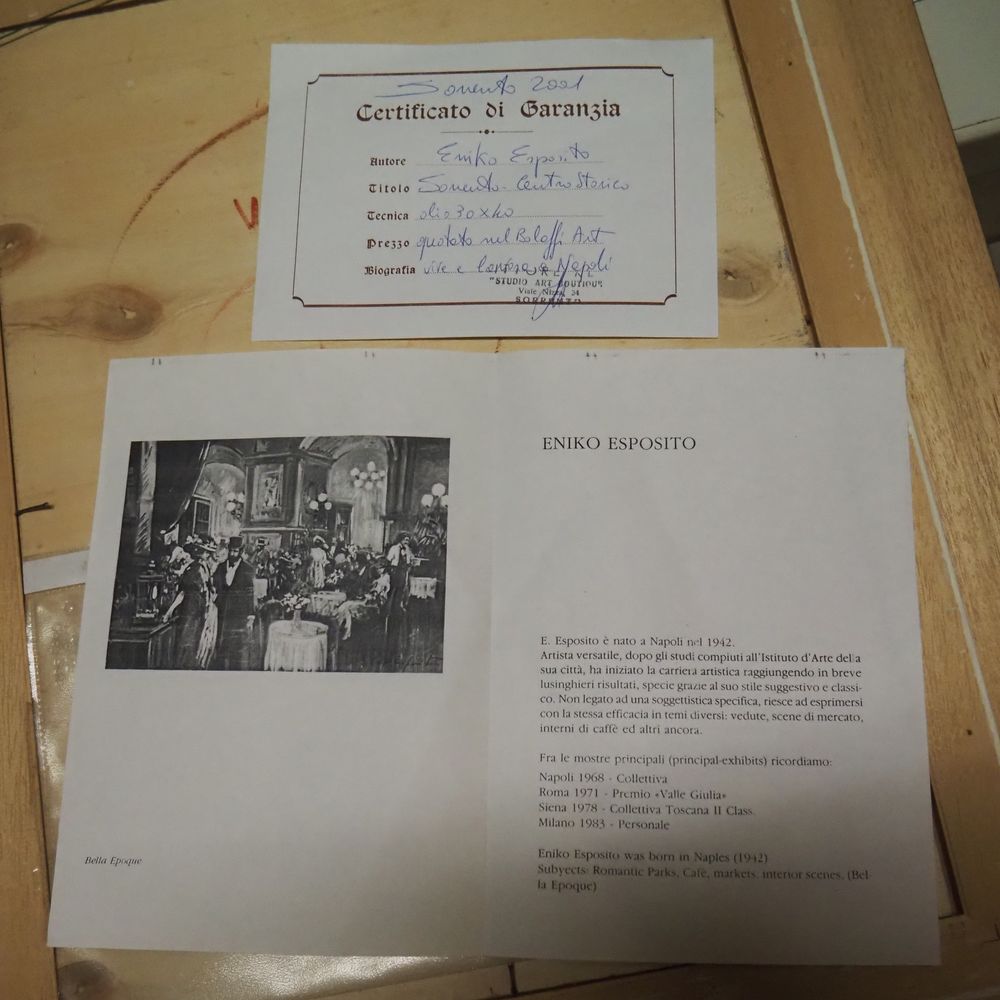 Sorrento 2001
Certificato di Garanzia
Autore Eniko Esposito
Titolo Sorrento - Centro Storico
Tecnica olio 30x40
Prezzo quotato nel Bolaffi Art
Biografia vive e lavora a Napoli
"STUDIO ART BOUTIQUE
Viale Nizza, 34
SORRENTO
ENIKO ESPOSITO
E. Esposito è nato a Napoli nel 1942.
Artista versatile, dopo gli studi compiuti all'Istituto d'Arte della
sua città, ha iniziato la carriera artistica raggiungendo in breve
lusinghieri risultati, specie grazie al suo stile suggestivo e classi-
co. Non legato ad una soggettistica specifica, riesce ad esprimersi
con la stessa efficacia in temi diversi: vedute, scene di mercato,
interni di caffè ed altri ancora.
Fra le mostre principali (principal-exhibits) ricordiamo:
Napoli 1968 - Collettiva
Roma 1971 - Premio «Valle Giulia»
Siena 1978 - Collettiva Toscana II Class.
Milano 1983 - Personale
Eniko Esposito was born in Naples (1942)
Subyects: Romantic Parks, Cafè, markets, interior scenes, (Bel-
la Epoque)
Bella Epoque